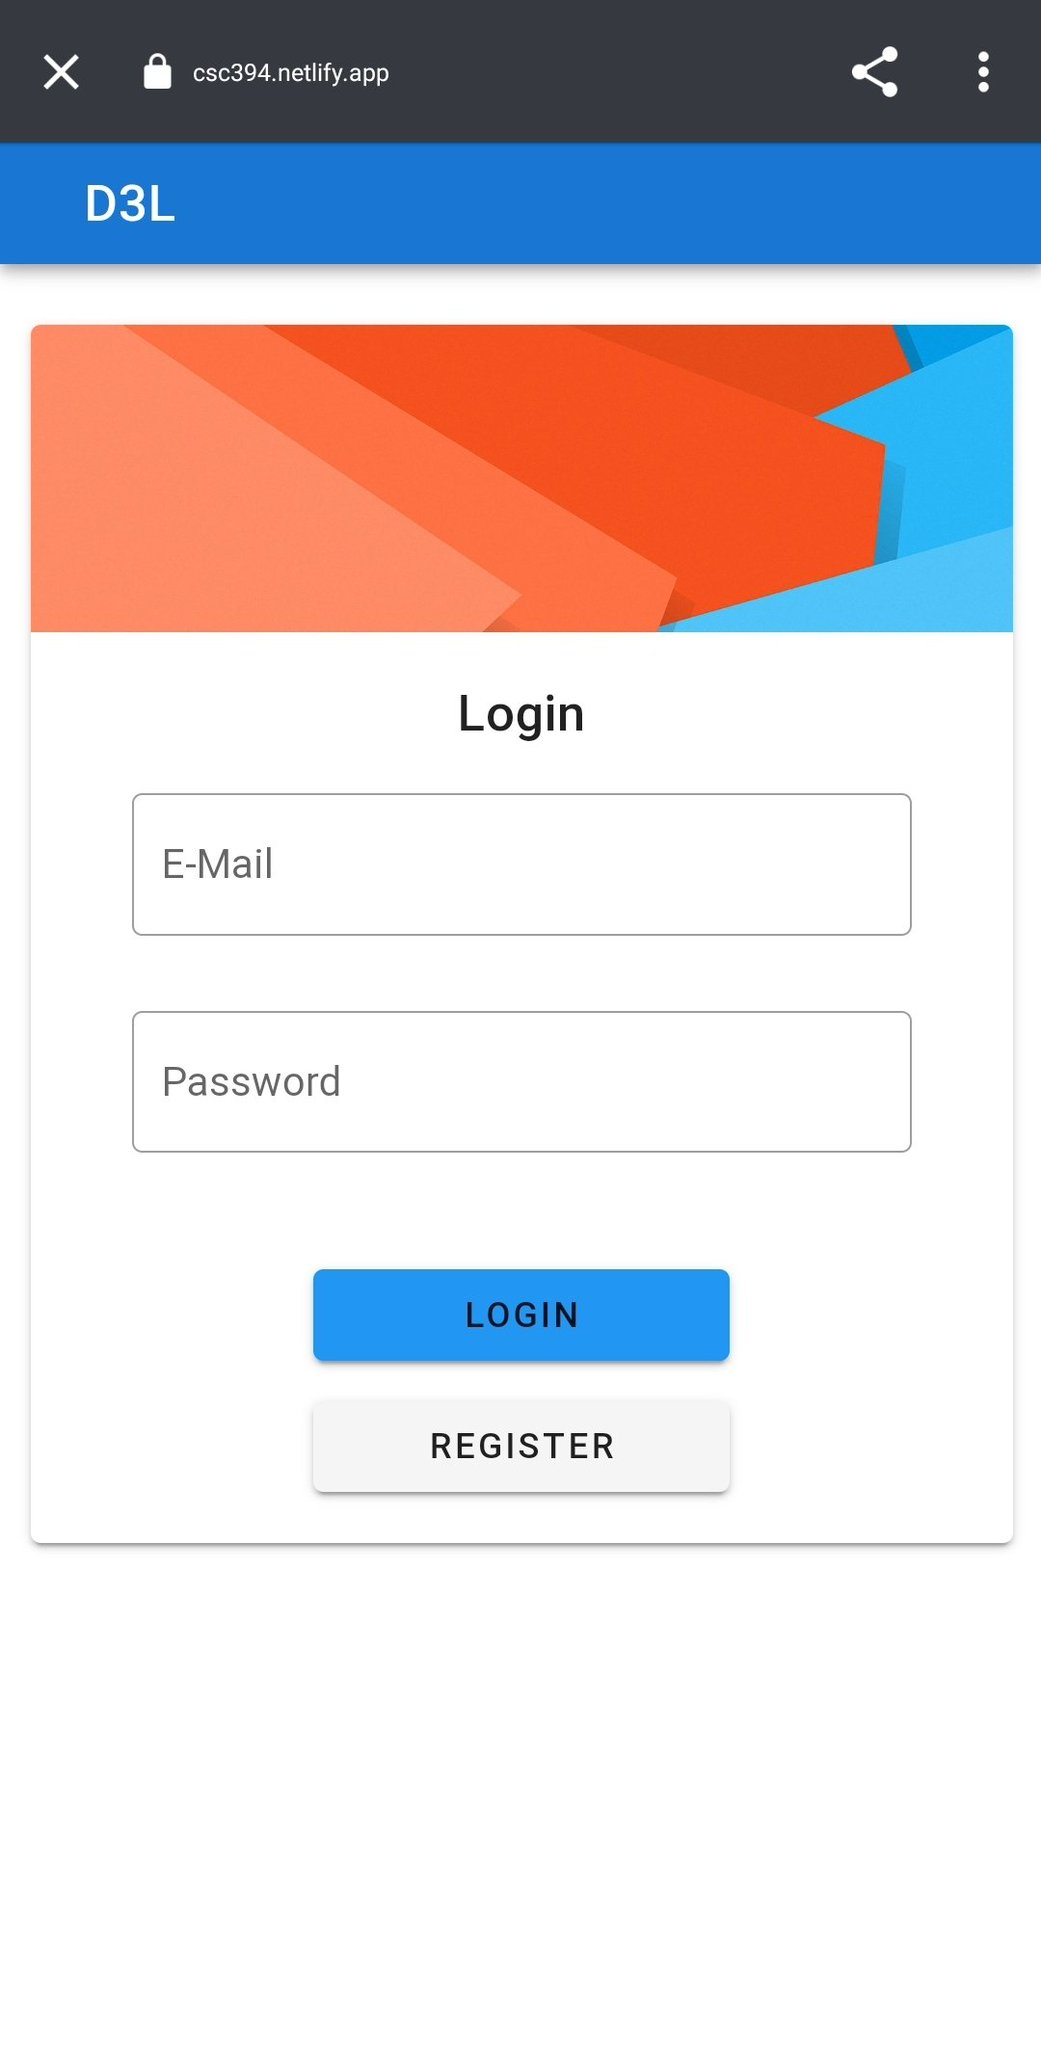 csc394.netlify.app
D3L
Login
E-Mail
Password
LOGIN
REGISTER